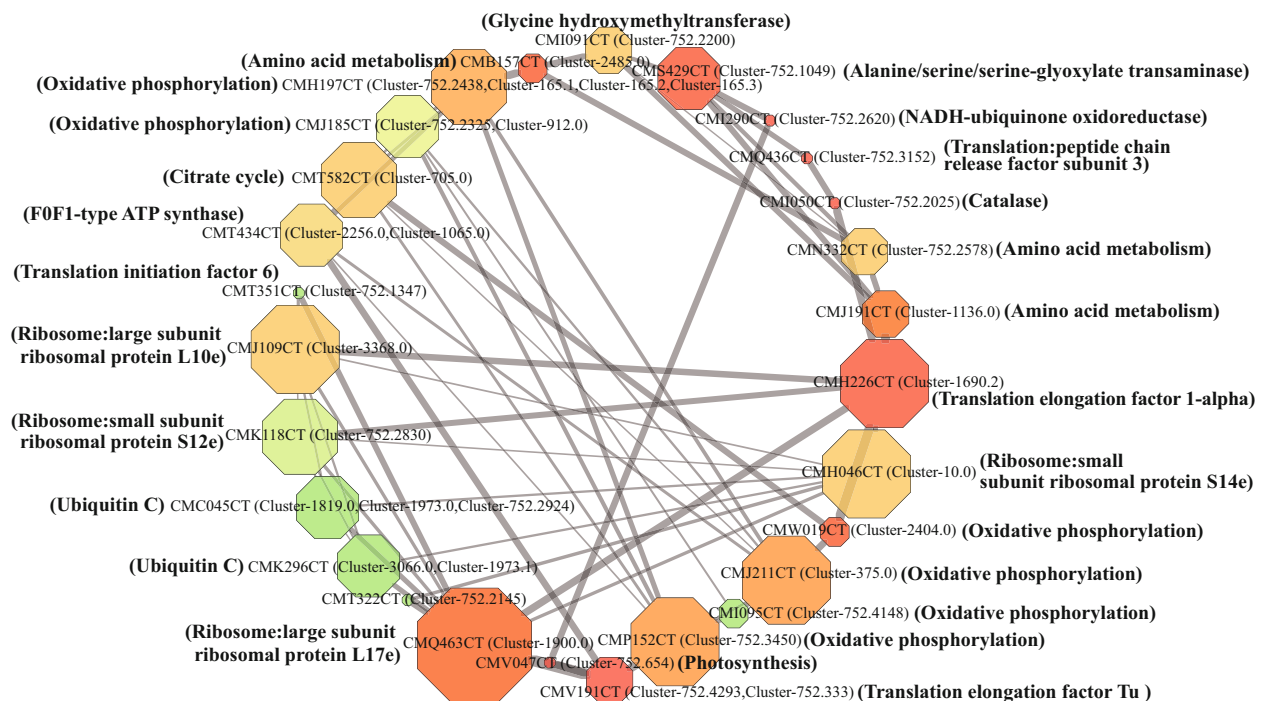 (Glycine hydroxymethyltransferase)
CMI091CT (Cluster-752.2200)
(Amino acid metabolism) CMB157CT (Cluster-2485.0)
CMS429CT (Cluster-752.1049) (Alanine/serine/serine-glyoxylate transaminase)
(Oxidative phosphorylation) CMH197CT (Cluster-752.2438,Cluster-165.1,Cluster-165.2,Cluster-165.3)
CMI290CT (Cluster-752.2620) (NADH-ubiquinone oxidoreductase)
(Oxidative phosphorylation) CMJ185CT (Cluster-752.2325,Cluster-912.0)
CMQ436CT (Cluster-752.3152) (Translation:peptide chain
release factor subunit 3)
(Citrate cycle) CMT582CT (Cluster-705.0)
CMI050CT (Cluster-752.2025) (Catalase)
(F0F1-type ATP synthase)
CMT434CT (Cluster-2256.0,Cluster-1065.0)
CMN332CT (Cluster-752.2578) (Amino acid metabolism)
(Translation initiation factor 6)
CMT351CT (Cluster-752.1347)
CMJ191CT (Cluster-1136.0) (Amino acid metabolism)
(Ribosome:large subunit
ribosomal protein L10e)
CMJ109CT (Cluster-3368.0)
CMH226CT (Cluster-1690.2)
(Translation elongation factor 1-alpha)
(Ribosome:small subunit
ribosomal protein S12e)
CMK118CT (Cluster-752.2830)
CMH046CT (Cluster-10.0)
(Ribosome:small
subunit ribosomal protein S14e)
(Ubiquitin C) CMC045CT (Cluster-1819.0,Cluster-1973.0,Cluster-752.2924)
CMW019CT (Cluster-2404.0) (Oxidative phosphorylation)
(Ubiquitin C) CMK296CT (Cluster-3066.0,Cluster-1973.1)
CMJ211CT (Cluster-375.0) (Oxidative phosphorylation)
CMT322CT (Cluster-752.2145)
CMI095CT (Cluster-752.4148) (Oxidative phosphorylation)
(Ribosome:large subunit
ribosomal protein L17e)
CMQ463CT (Cluster-1900.0)
CMP152CT (Cluster-752.3450) (Oxidative phosphorylation)
CMV047CT (Cluster-752.654) (Photosynthesis)
CMV191CT (Cluster-752.4293,Cluster-752.333) (Translation elongation factor Tu )